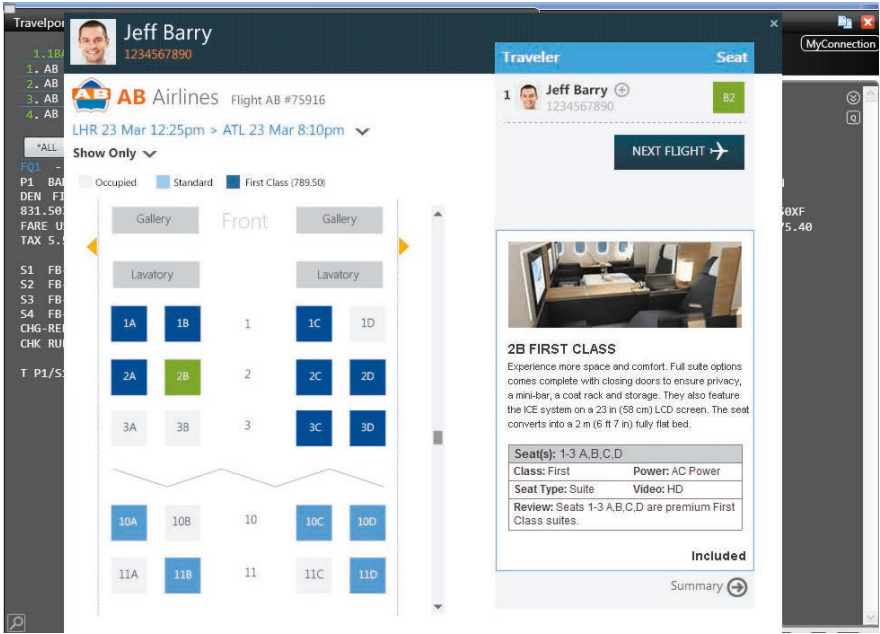 Travelpo
1.1BA
1. AB
2. AB
3. AB
4. AB
*ALL
FQ1 -
P1 BAR
DEN FI
831.50
FARE U
TAX 5.5
S1 FB-
S2 FB-
S3 FB-
S4 FB-
CHG-REI
CHK RUI
T P1/S
Jeff Barry
1234567890
×
AB AB Airlines Flight AB #75916
LHR 23 Mar 12:25pm > ATL 23 Mar 8:10pm
Show Only
Occupied Standard First Class (789.50)
Gallery Front Gallery
Lavatory Lavatory
1A 1B 1 1C 1D
2A 2B 2 2C 2D
3A 3B 3 3C 3D
10A 10B 10 10C 10D
11A 11B 11 11C 11D
Traveler Seat
1 Jeff Barry
1234567890
B2
NEXT FLIGHT
2B FIRST CLASS
Experience more space and comfort. Full suite options
comes complete with closing doors to ensure privacy,
a mini-bar, a coat rack and storage. They also feature
the ICE system on a 23 in (58 cm) LCD screen. The seat
converts into a 2 m (6 ft 7 in) fully flat bed.
Seat(s): 1-3 A,B,C,D
Class: First Power: AC Power
Seat Type: Suite Video: HD
Review: Seats 1-3 A,B,C,D are premium First
Class suites.
Included
Summary
MyConnection
Q
0XF
75.40